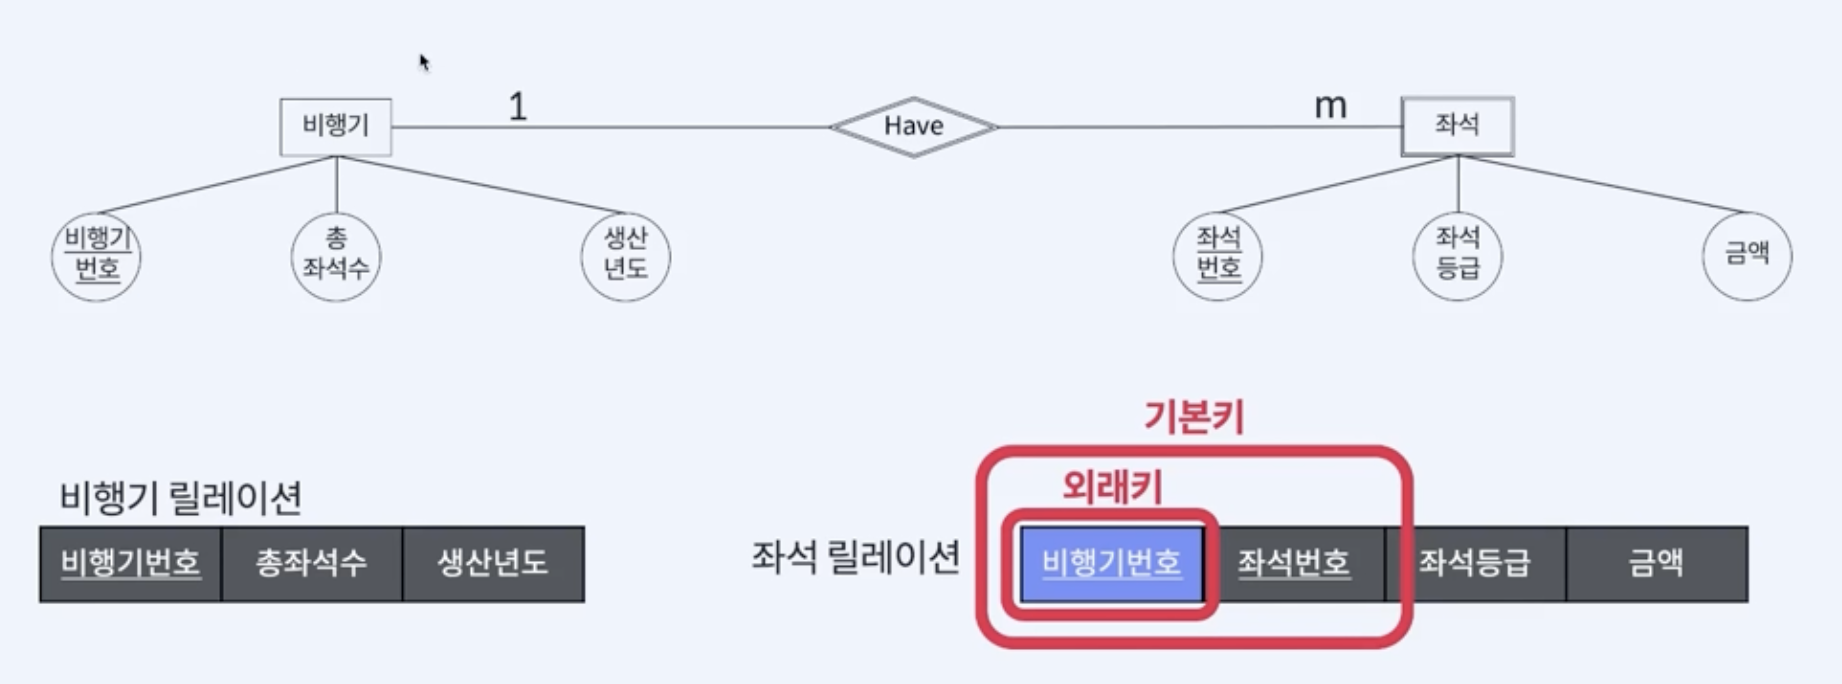 비행기
1
Have
m
좌석
비행기
번호
총
좌석수
생산
년도
좌석
번호
좌석
등급
금액
기본키
외래키
비행기 릴레이션
비행기번호 총좌석수 생산년도
좌석 릴레이션
비행기번호 좌석번호 좌석등급 금액